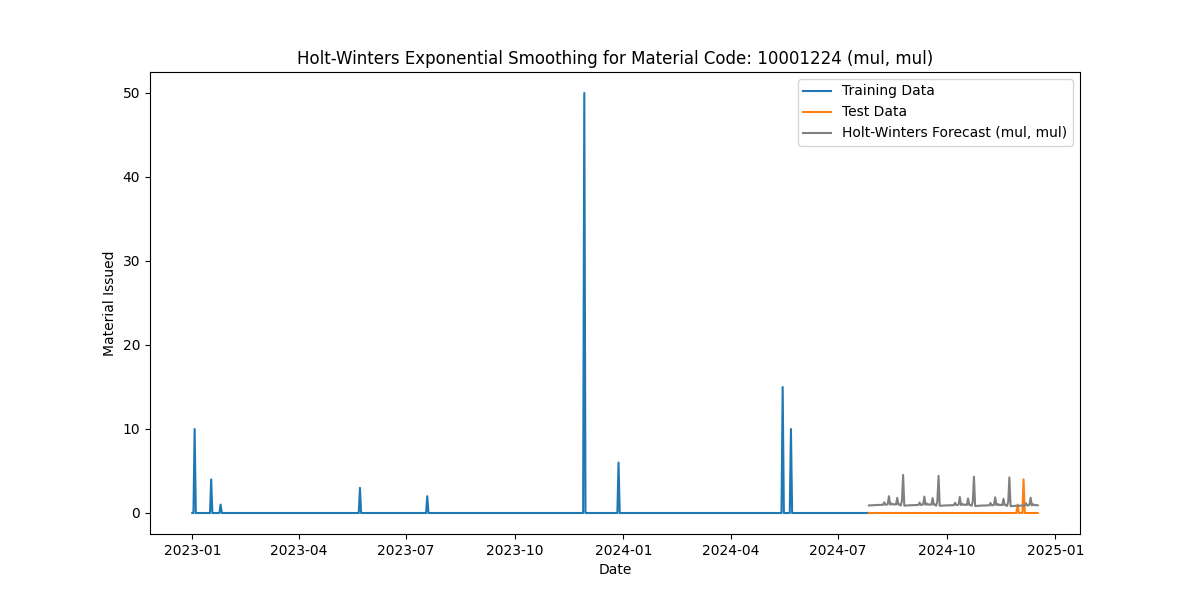 Holt-Winters Exponential Smoothing for Material Code: 10001224 (mul, mul)
Training Data
Test Data
Holt-Winters Forecast (mul, mul)
Material Issued
50
40
30
20
10
0
2023-01 2023-04 2023-07 2023-10 2024-01 2024-04 2024-07 2024-10 2025-01
Date